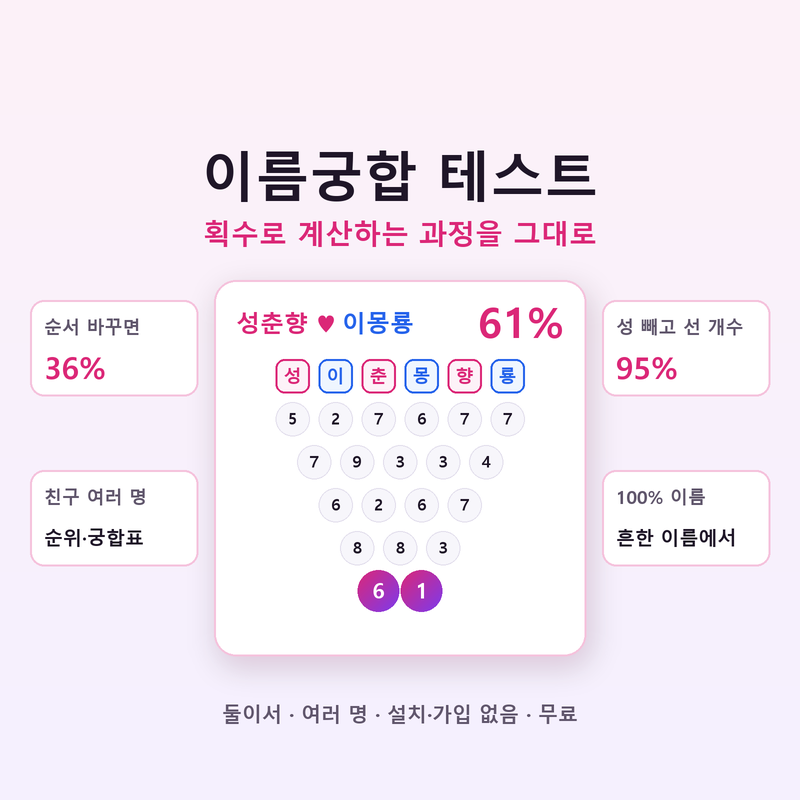 이름궁합 테스트
획수로 계산하는 과정을 그대로
순서 바꾸면
36%
친구 여러 명
순위·궁합표
성춘향 ♥ 이몽룡 61%
성 이 춘 몽 향 룡
5 2 7 6 7 7
7 9 3 3 4
6 2 6 7
8 8 3
6 1
성 빼고 선 개수
95%
100% 이름
흔한 이름에서
둘이서 · 여러 명 · 설치·가입 없음 · 무료